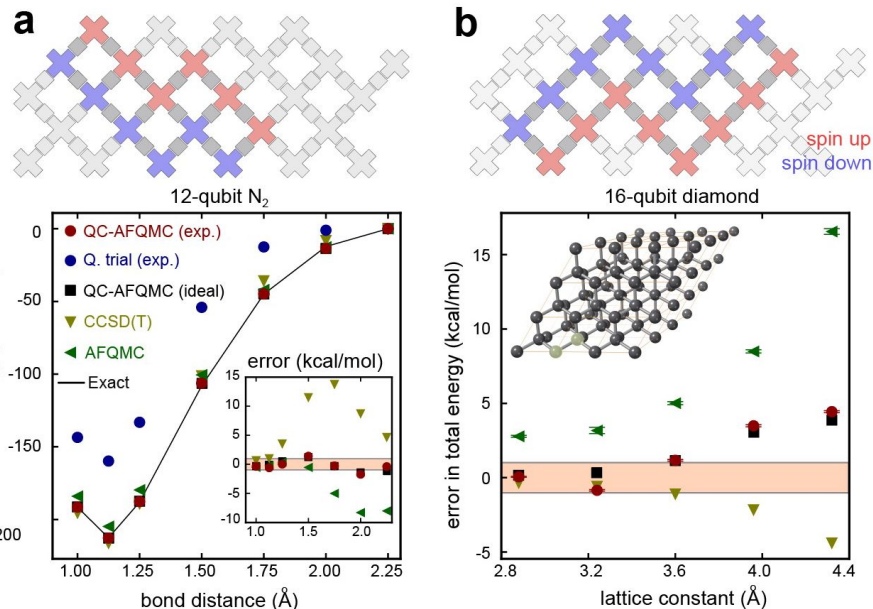 a
b
spin up
spin down
12-qubit N₂
16-qubit diamond
QC-AFQMC (exp.)
Q. trial (exp.)
QC-AFQMC (ideal)
CCSD(T)
AFQMC
Exact
0
-50
-100
-150
200
error (kcal/mol)
15
10
5
0
-5
-10
1.0
1.5
2.0
1.00
1.25
1.50
1.75
2.00
2.25
bond distance (Å)
error in total energy (kcal/mol)
15
10
5
0
-5
2.8
3.2
3.6
4.0
4.4
lattice constant (Å)